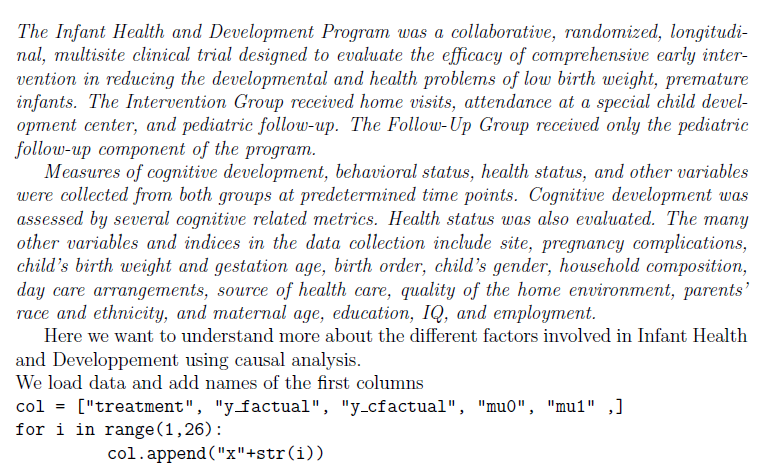 The Infant Health and Development Program was a collaborative, randomized, longitudi-
nal, multisite clinical trial designed to evaluate the efficacy of comprehensive early inter-
vention in reducing the developmental and health problems of low birth weight, premature
infants. The Intervention Group received home visits, attendance at a special child devel-
opment center, and pediatric follow-up. The Follow-Up Group received only the pediatric
follow-up component of the program.
Measures of cognitive development, behavioral status, health status, and other variables
were collected from both groups at predetermined time points. Cognitive development was
assessed by several cognitive related metrics. Health status was also evaluated. The many
other variables and indices in the data collection include site, pregnancy complications,
child's birth weight and gestation age, birth order, child's gender, household composition,
day care arrangements, source of health care, quality of the home environment, parents'
race and ethnicity, and maternal age, education, IQ, and employment.
Here we want to understand more about the different factors involved in Infant Health
and Developpement using causal analysis.
We load data and add names of the first columns
col = ["treatment", "y_factual", "y_cfactual", "mu0", "mu1" ,]
for i in range(1,26):
col.append("x"+str(i))